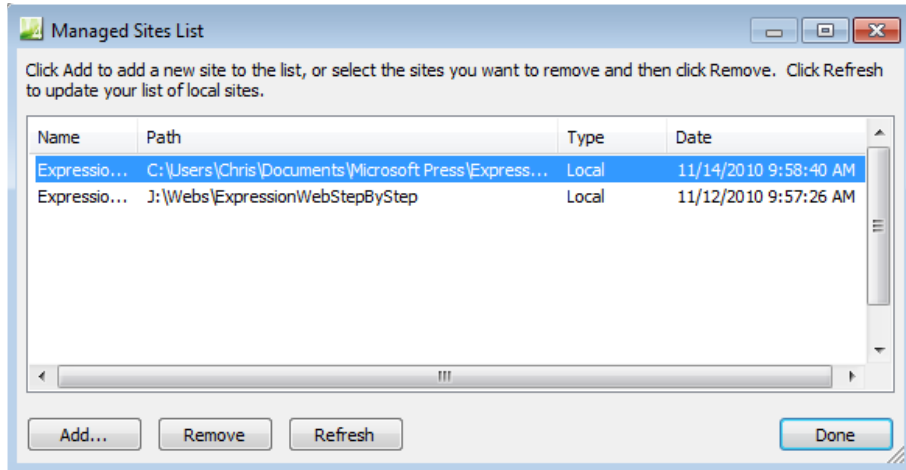 Managed Sites List
Click Add to add a new site to the list, or select the sites you want to remove and then click Remove. Click Refresh
to update your list of local sites.
Name Path Type Date
Expressio... C:\Users\Chris\Documents\Microsoft Press\Express... Local 11/14/2010 9:58:40 AM
Expressio... J:\Webs\ExpressionWebStepByStep Local 11/12/2010 9:57:26 AM
Add... Remove Refresh Done